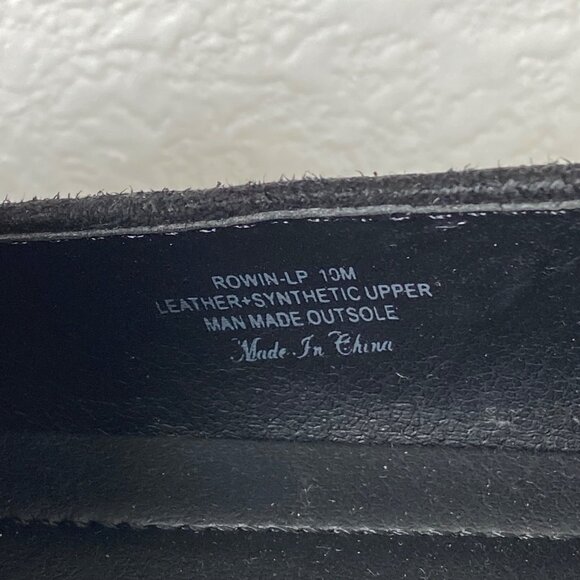 ROWIN-LP 10M
LEATHER+SYNTHETIC UPPER
MAN MADE OUTSOLE
Made In China